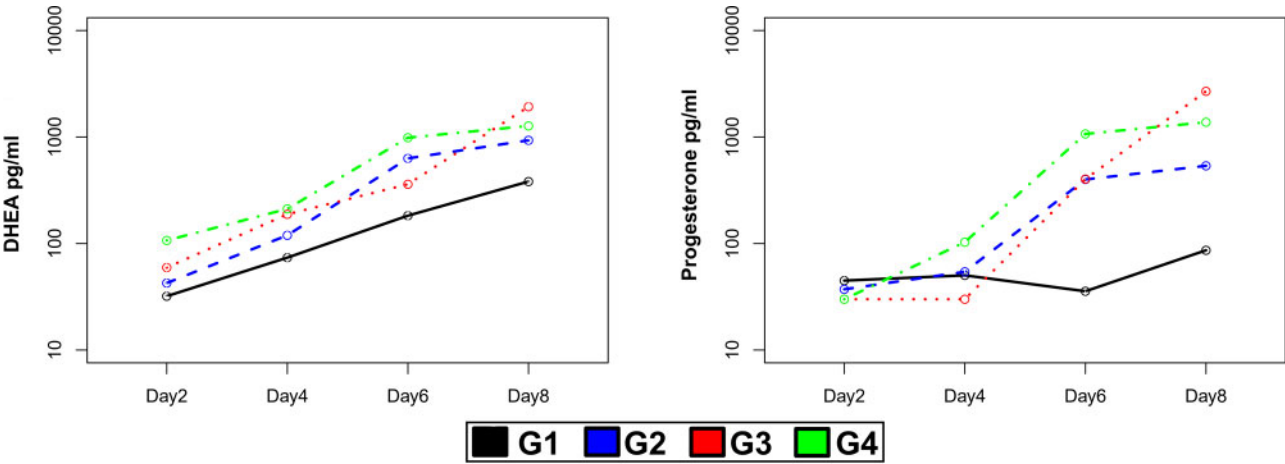 DHEA pg/ml
10000
1000
100
10
Day2 Day4 Day6 Day8
Progesterone pg/ml
10000
1000
100
10
Day2 Day4 Day6 Day8
G1 G2 G3 G4